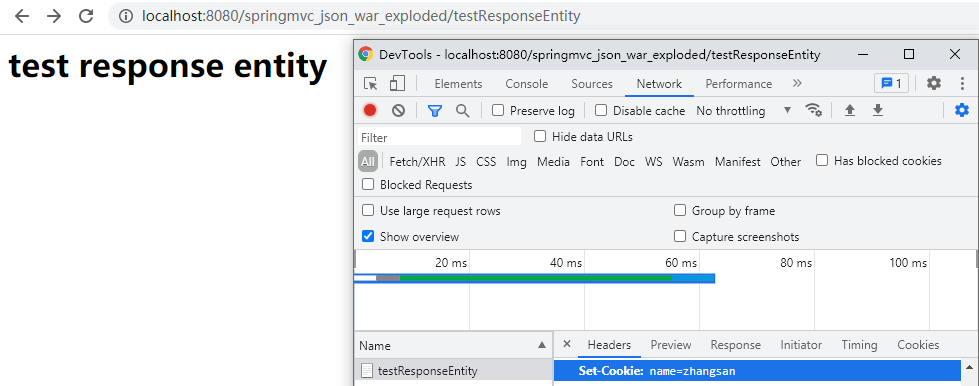 localhost:8080/springmvc_json_war_exploded/testResponseEntity
test response entity
DevTools - localhost:8080/springmvc_json_war_exploded/testResponseEntity
Elements Console Sources Network Performance » 1
Preserve log Disable cache No throttling
Filter Hide data URLs
All Fetch/XHR JS CSS Img Media Font Doc WS Wasm Manifest Other Has blocked cookies
Blocked Requests
Use large request rows Group by frame
Show overview Capture screenshots
20 ms 40 ms 60 ms 80 ms 100 ms
Name × Headers Preview Response Initiator Timing Cookies
testResponseEntity Set-Cookie: name=zhangsan